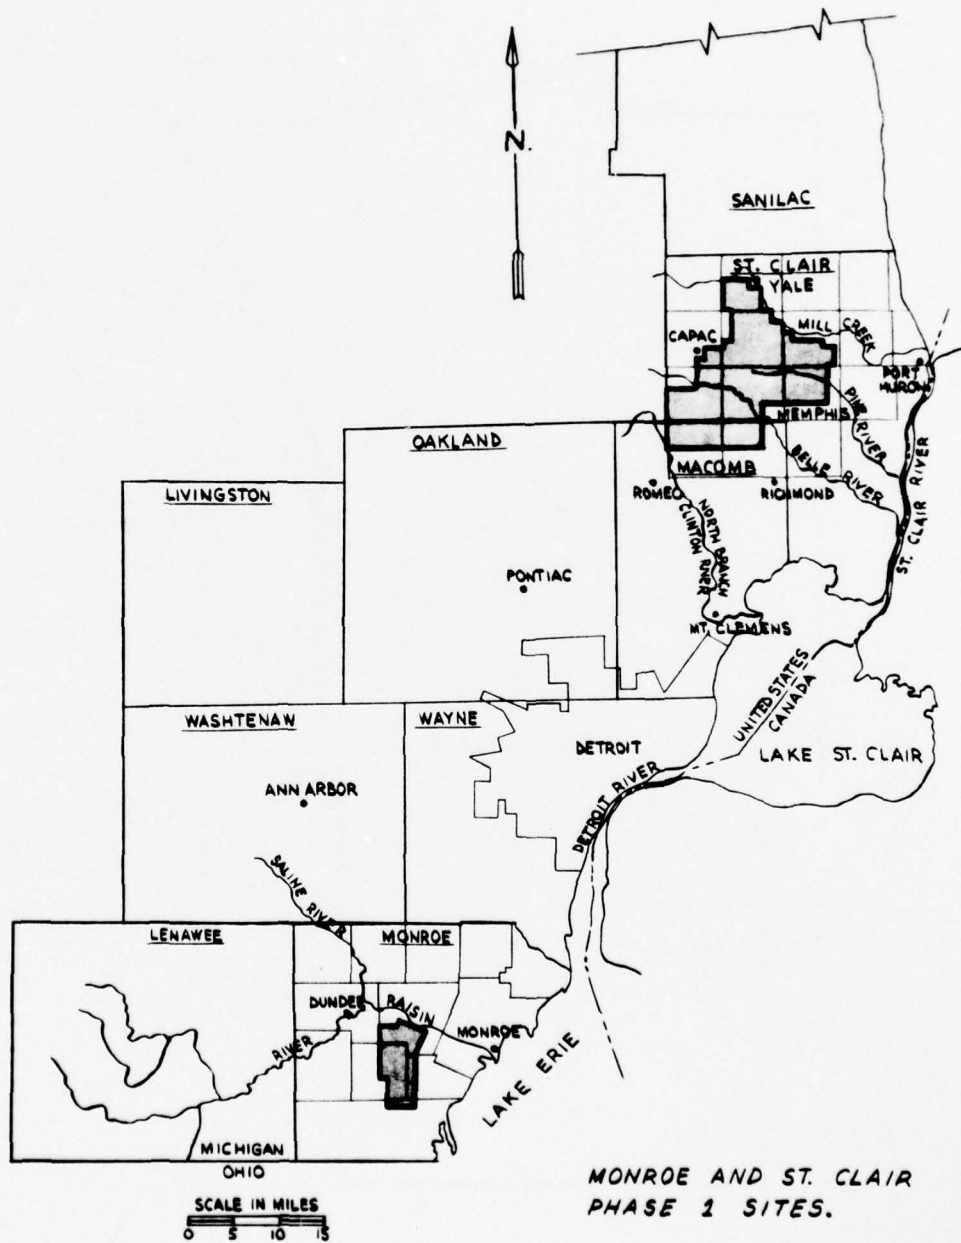 N.
SANILAC
ST. CLAIR
YALE
MILL CREEK
CAPAC
PORT HURON
PINE RIVER
MEMPHIS
BELLE RIVER
ST. CLAIR RIVER
OAKLAND
MACOMB
LIVINGSTON
ROMEO
RICHMOND
NORTH BRANCH
CLINTON RIVER
PONTIAC
MT. CLEMENS
UNITED STATES
CANADA
WASHTENAW
WAYNE
DETROIT
LAKE ST. CLAIR
ANN ARBOR
DETROIT RIVER
SALINE RIVER
LENAWEE
MONROE
DUNDEE
RAISIN
RIVER
MONROE
LAKE ERIE
MICHIGAN
OHIO
MONROE AND ST. CLAIR
PHASE 1 SITES.
SCALE IN MILES
0 5 10 15